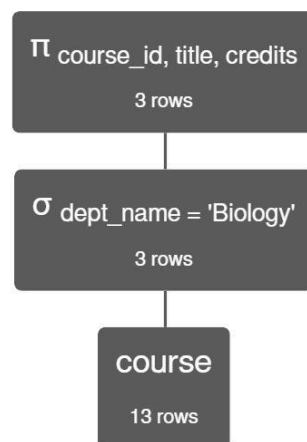 π course_id, title, credits
3 rows
σ dept_name = 'Biology'
3 rows
course
13 rows